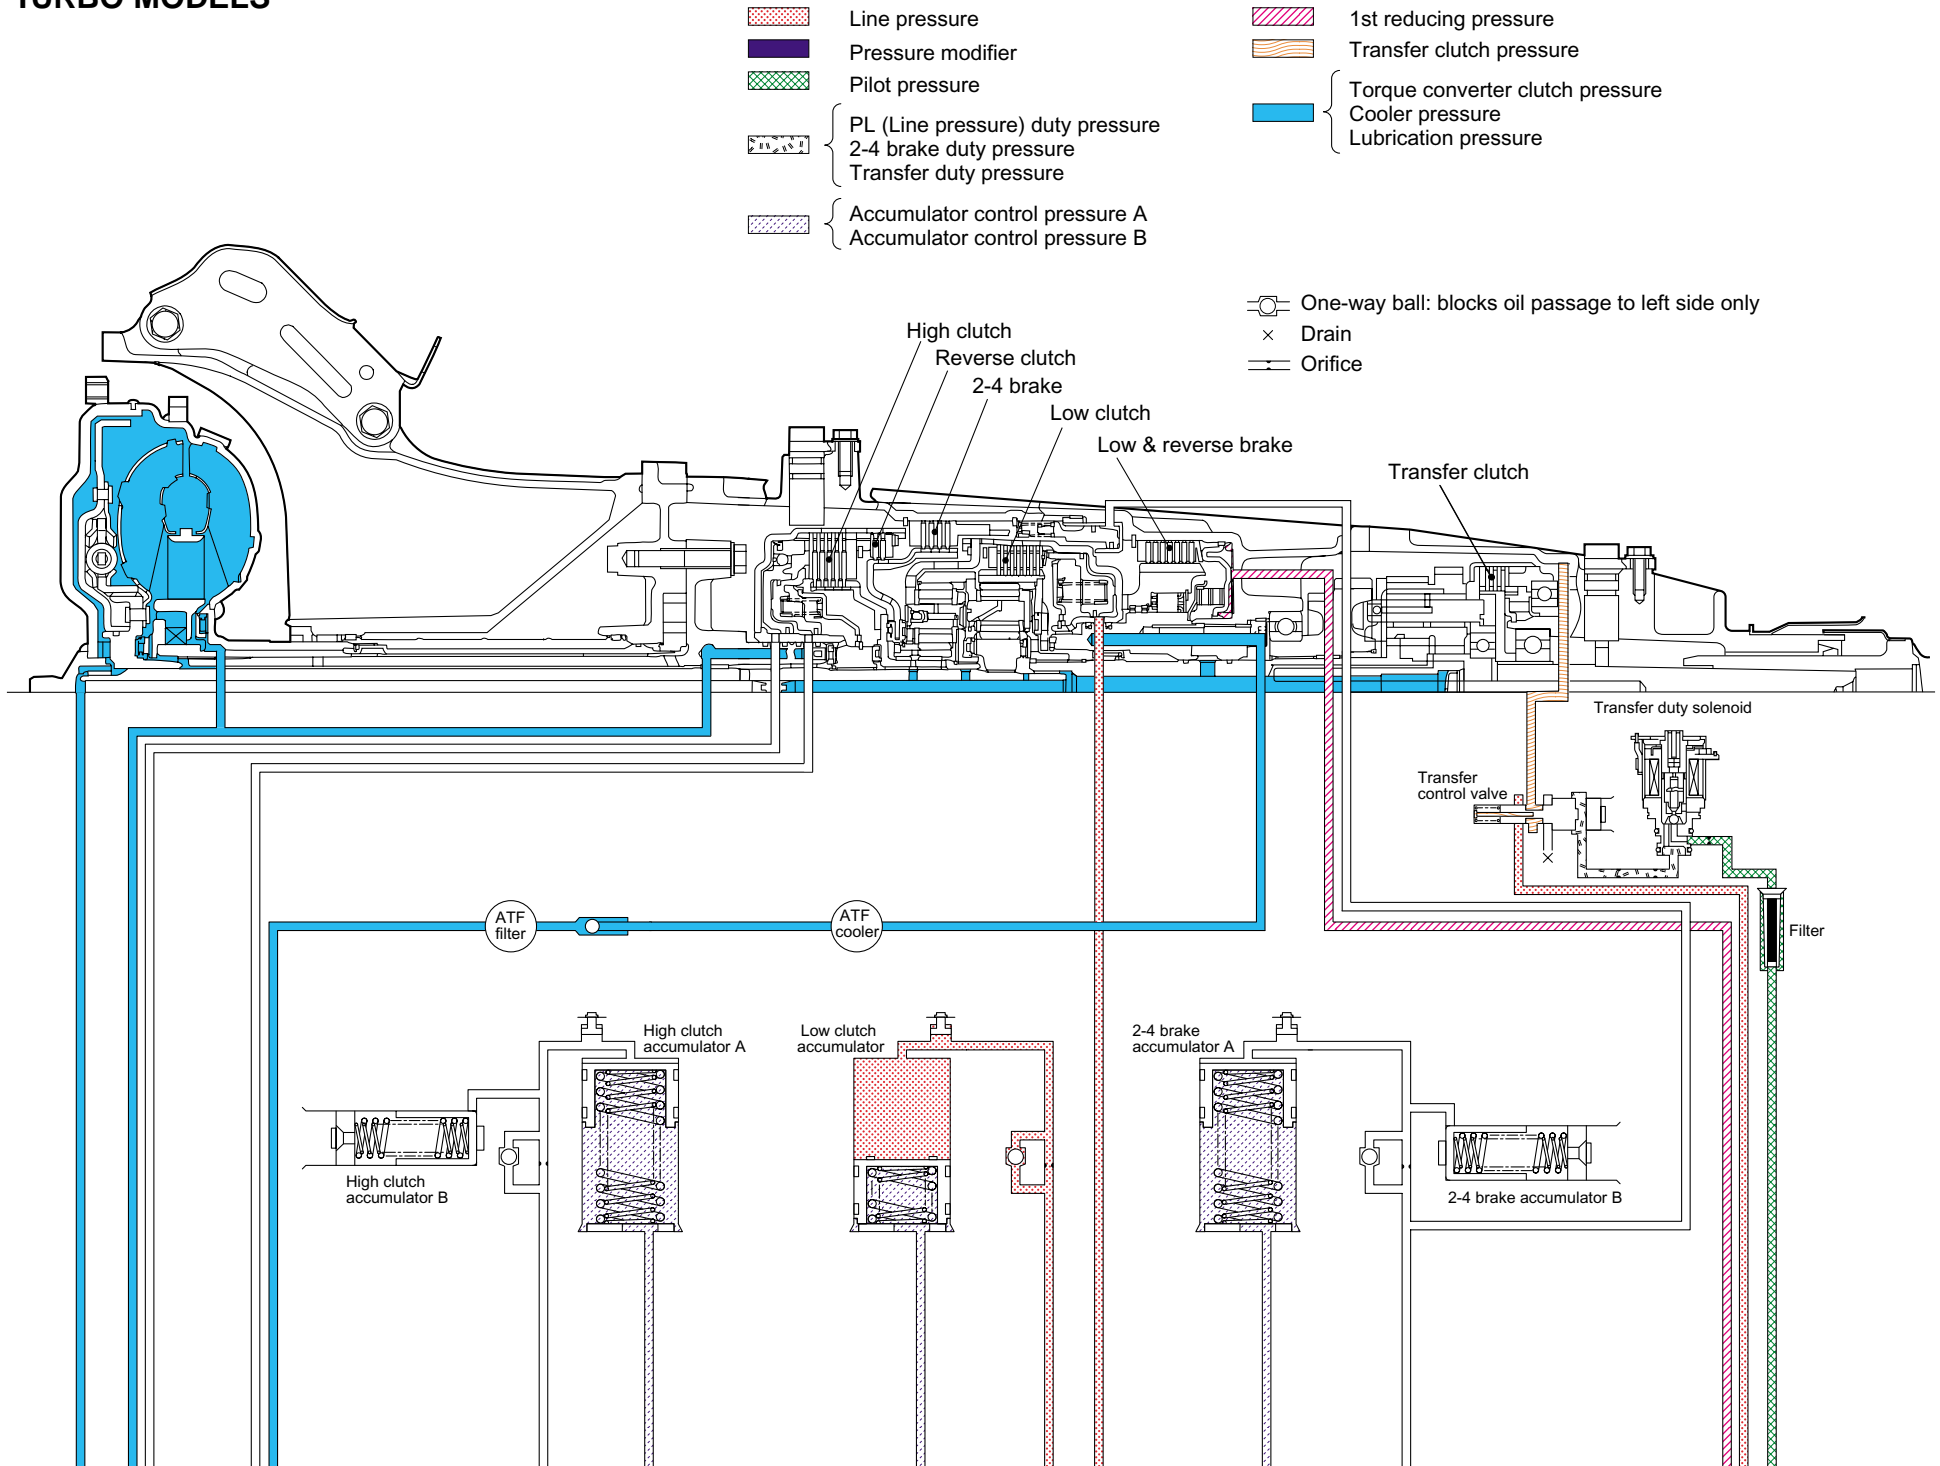 TURBO MODELS
Line pressure
Pressure modifier
Pilot pressure
PL (Line pressure) duty pressure
2-4 brake duty pressure
Transfer duty pressure
Accumulator control pressure A
Accumulator control pressure B
1st reducing pressure
Transfer clutch pressure
Torque converter clutch pressure
Cooler pressure
Lubrication pressure
One-way ball: blocks oil passage to left side only
Drain
Orifice
High clutch
Reverse clutch
2-4 brake
Low clutch
Low & reverse brake
Transfer clutch
Transfer duty solenoid
Transfer
control valve
ATF
filter
ATF
cooler
Filter
High clutch
accumulator A
Low clutch
accumulator
2-4 brake
accumulator A
High clutch
accumulator B
2-4 brake accumulator B